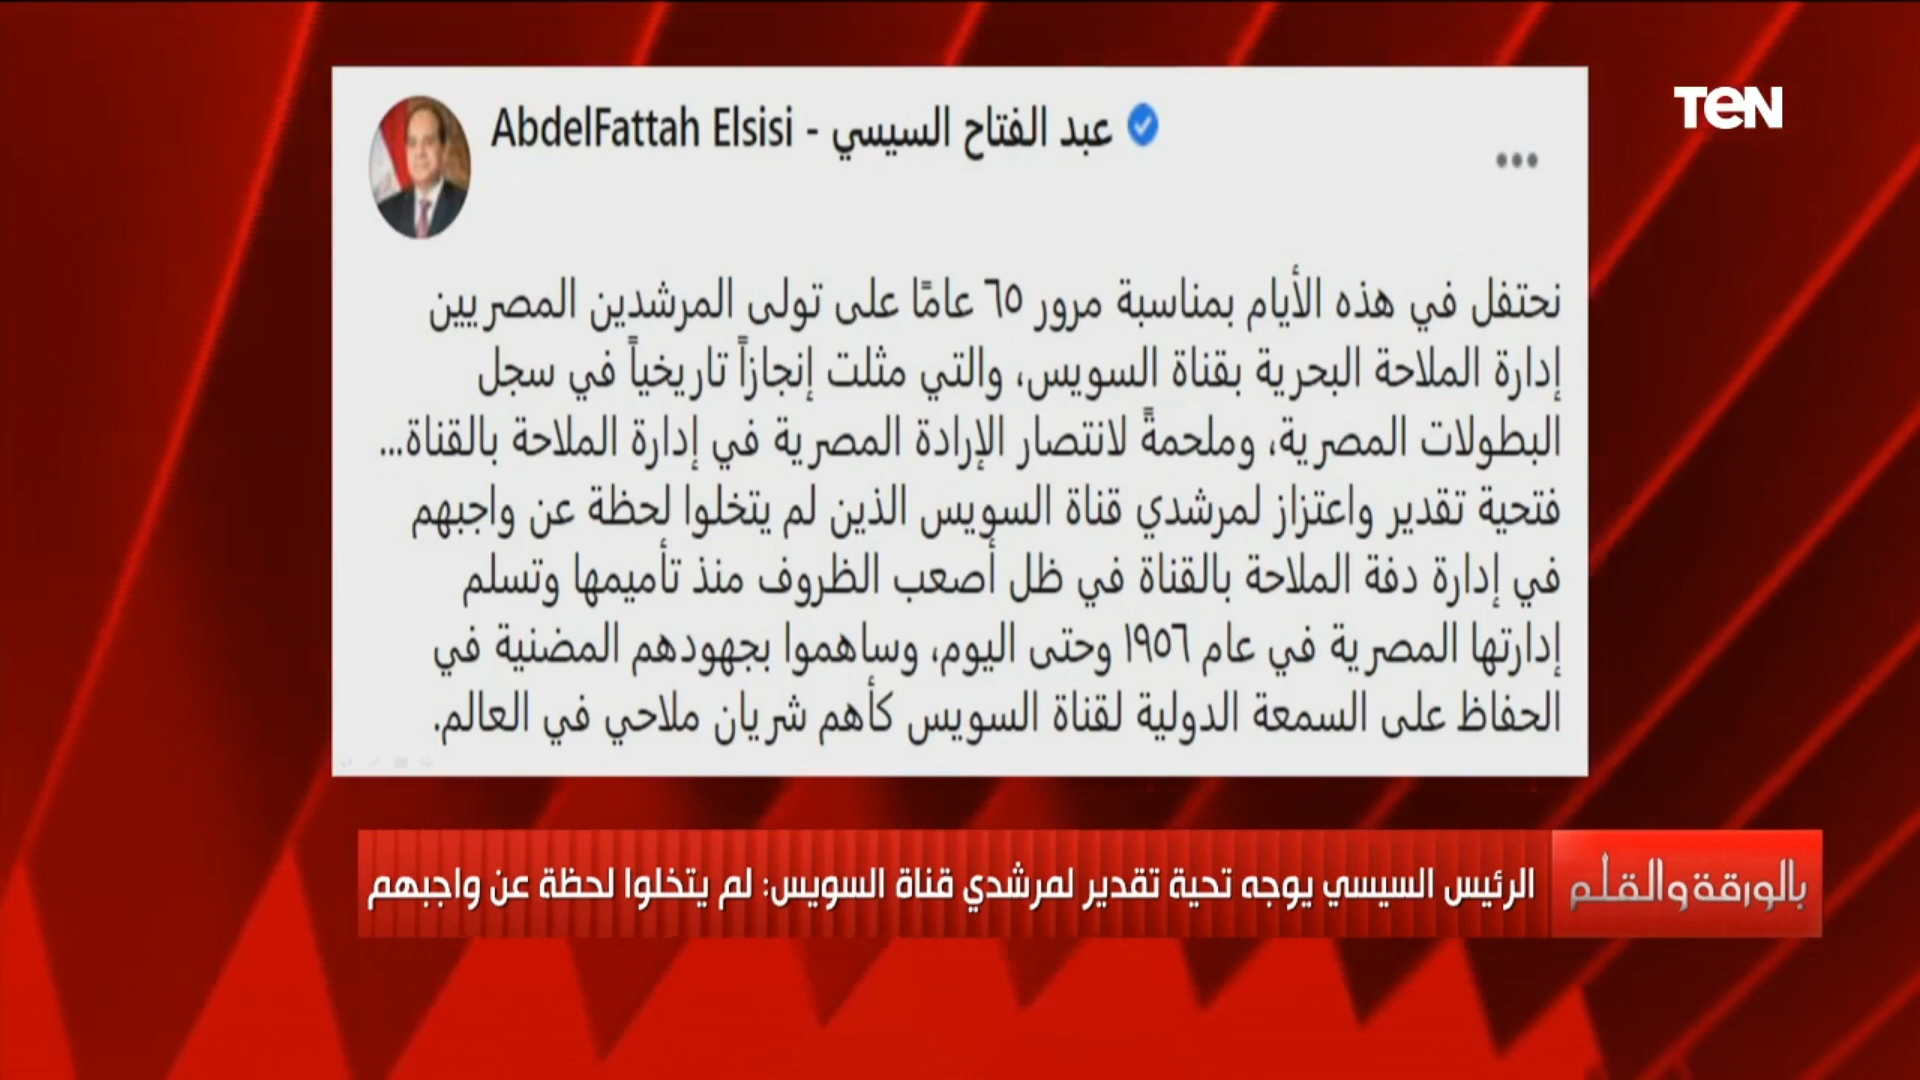 TEN
AbdelFattah Elsisi - عبد الفتاح السيسي
نحتفل في هذه الأيام بمناسبة مرور ٦٥ عامًا على تولى المرشدين المصريين
إدارة الملاحة البحرية بقناة السويس، والتي مثلت إنجازاً تاريخياً في سجل
البطولات المصرية، وملحمةً لانتصار الإرادة المصرية في إدارة الملاحة بالقناة...
فتحية تقدير واعتزاز لمرشدي قناة السويس الذين لم يتخلوا لحظة عن واجبهم
في إدارة دفة الملاحة بالقناة في ظل أصعب الظروف منذ تأميمها وتسلم
إدارتها المصرية في عام ١٩٥٦ وحتى اليوم، وساهموا بجهودهم المضنية في
الحفاظ على السمعة الدولية لقناة السويس كأهم شريان ملاحي في العالم.
بالورقة والقلم
الرئيس السيسي يوجه تحية تقدير لمرشدي قناة السويس: لم يتخلوا لحظة عن واجبهم